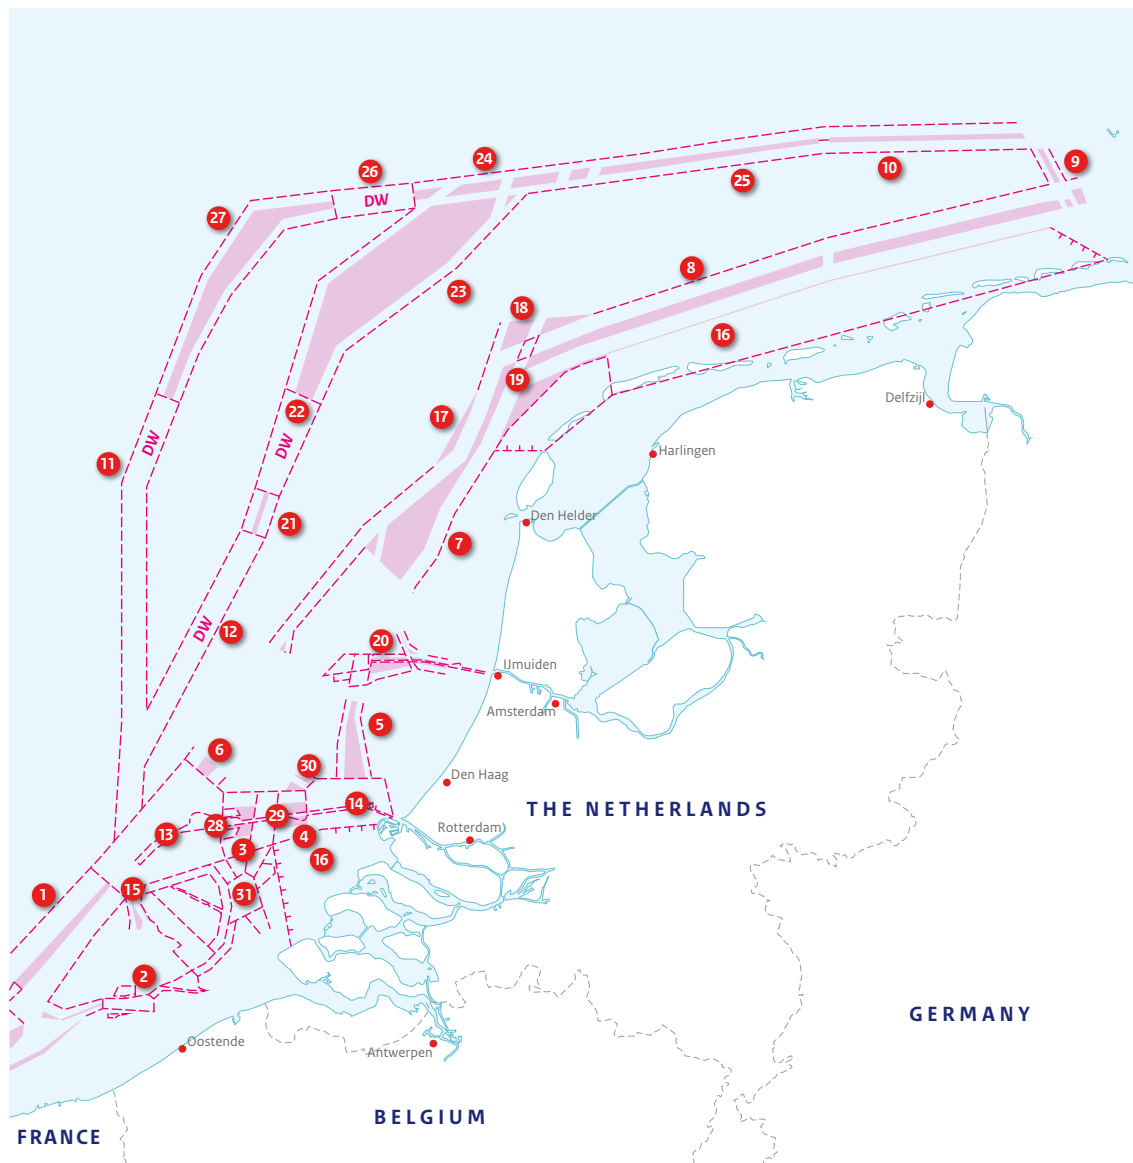 24
9
26
10
25
DW
27
8
23
18
16
19
Delfzijl
22
17
DW
DW
Harlingen
11
Den Helder
21
7
12
DW
20
IJmuiden
Amsterdam
5
6
30
Den Haag
14
THE NETHERLANDS
29
28
13
4
Rotterdam
3
16
15
31
1
2
GERMANY
Oostende
Antwerpen
BELGIUM
FRANCE